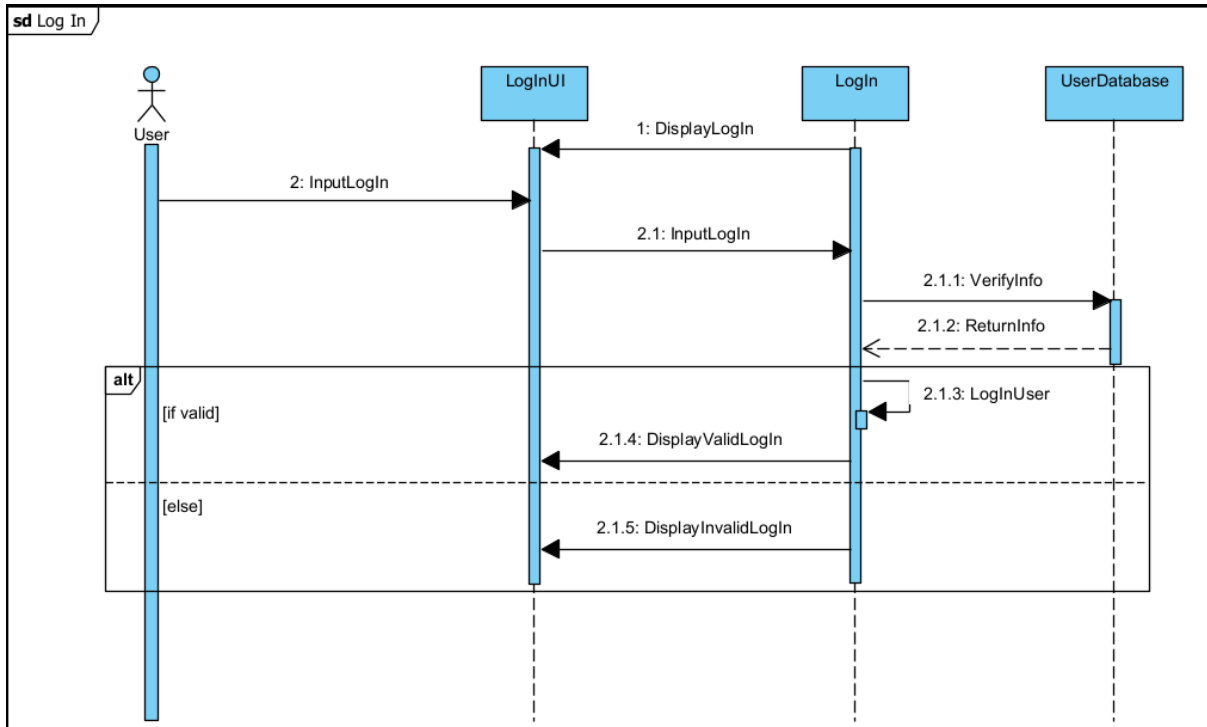 sd Log In
User
LogInUI
LogIn
UserDatabase
1: DisplayLogIn
2: InputLogIn
2.1: InputLogIn
2.1.1: VerifyInfo
2.1.2: ReturnInfo
alt
[if valid]
2.1.3: LogInUser
2.1.4: DisplayValidLogIn
[else]
2.1.5: DisplayInvalidLogIn